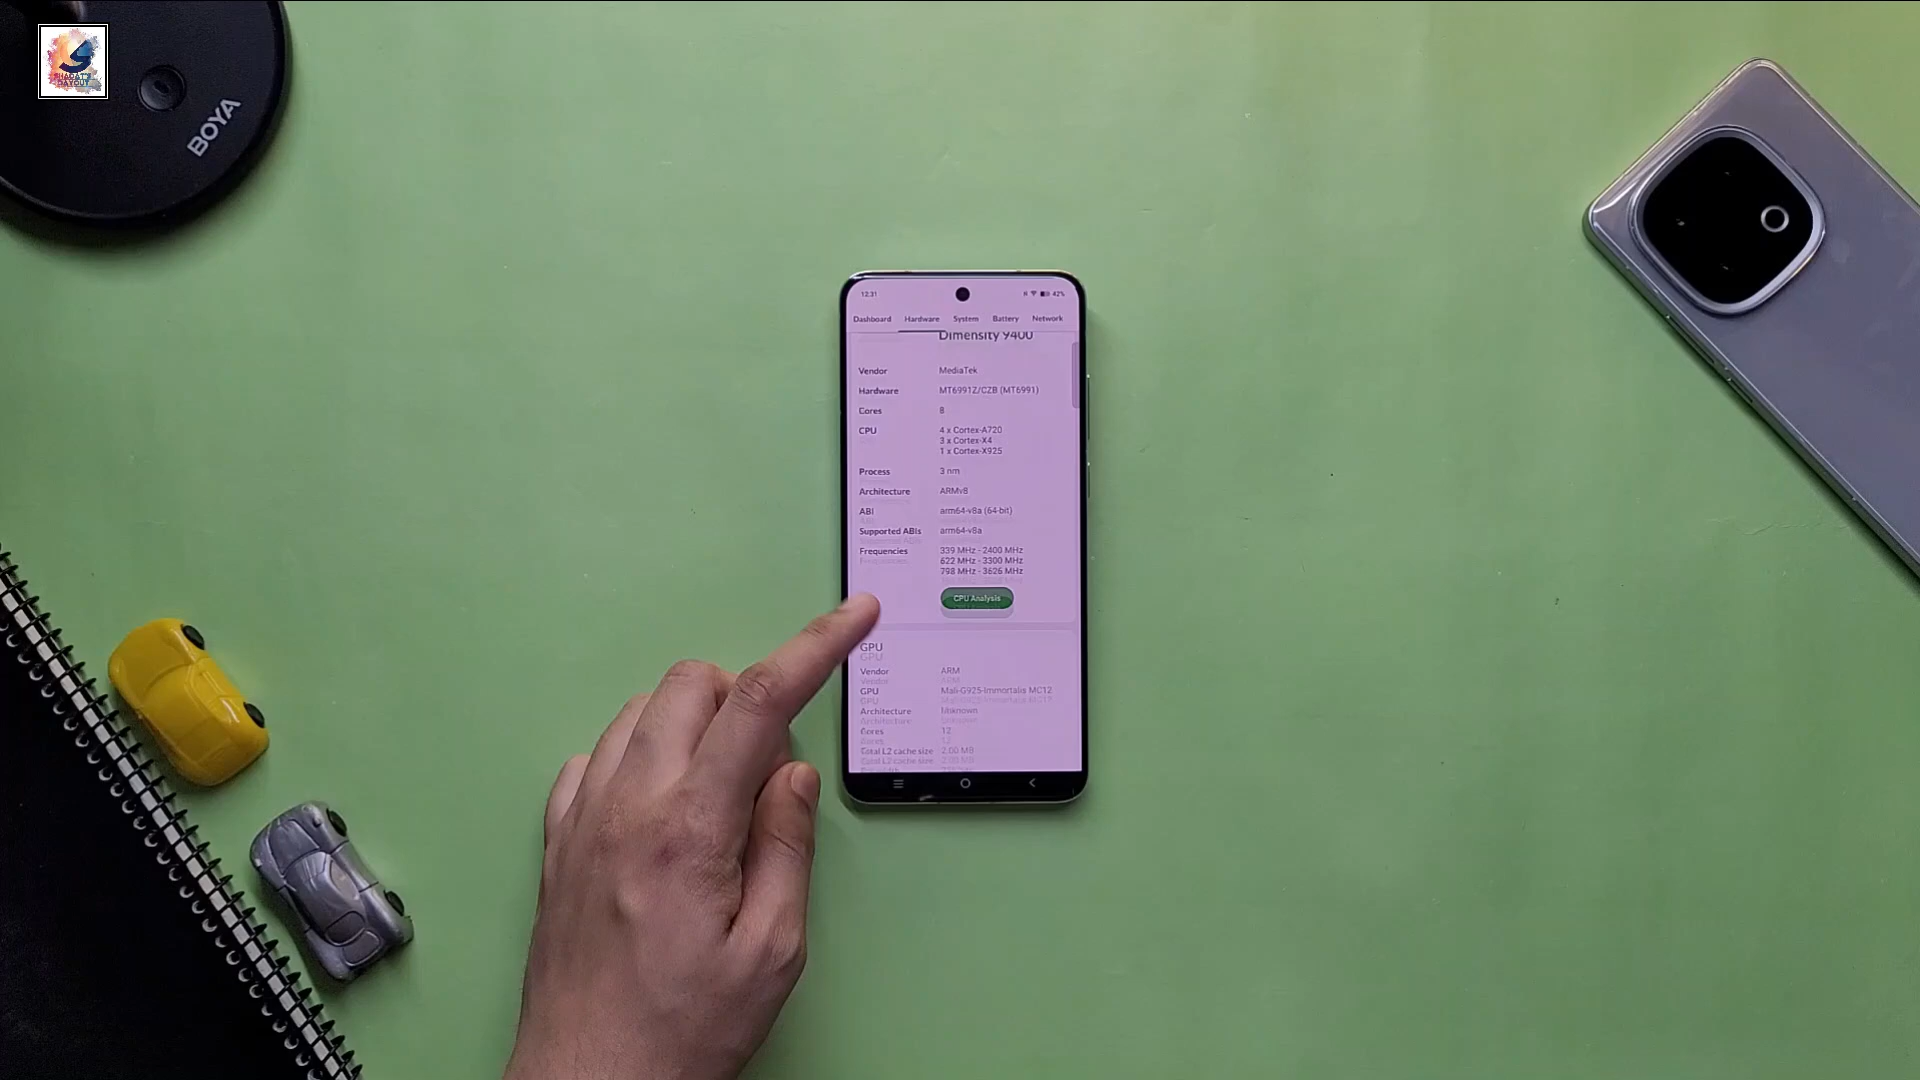 SHARAT'S
DAYOUT
BOYA
12:31
42%
Dashboard Hardware System Battery Network
Dimensity 9400
Vendor MediaTek
Hardware MT6991Z/CZB (MT6991)
Cores 8
CPU 4 x Cortex-A720
3 x Cortex-X4
1 x Cortex-X925
Process 3 nm
Architecture ARMv8
ABI arm64-v8a (64-bit)
Supported ABIs arm64-v8a
Frequencies 339 MHz - 2400 MHz
622 MHz - 3300 MHz
798 MHz - 3626 MHz
CPU Analysis
GPU
Vendor ARM
GPU Mali-G925-Immortalis MC12
Architecture Unknown
Cores 12
Total L2 cache size 2.00 MB